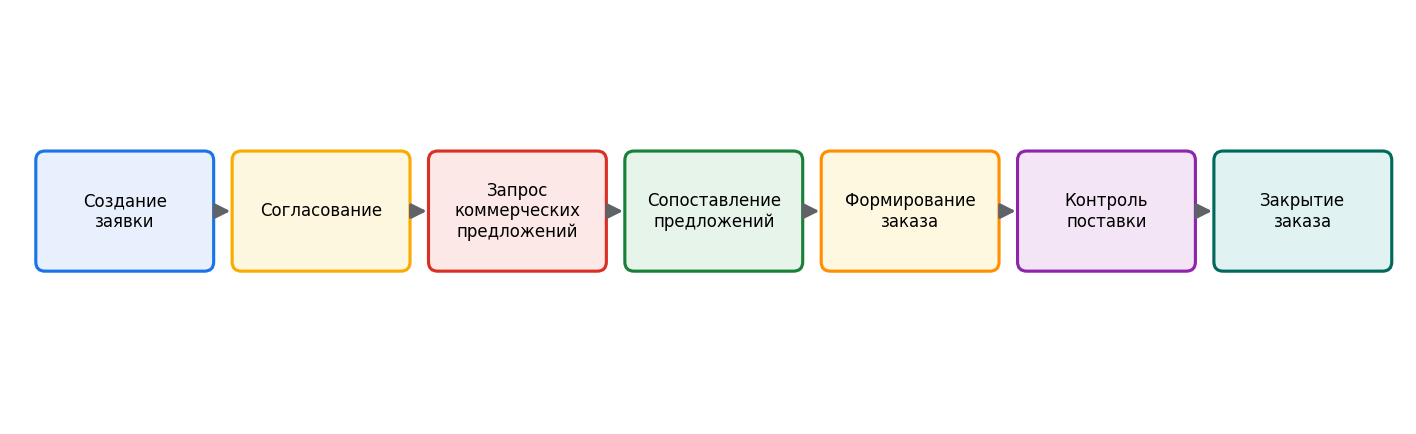 Создание
заявки
Согласование
Запрос
коммерческих
предложений
Сопоставление
предложений
Формирование
заказа
Контроль
поставки
Закрытие
заказа